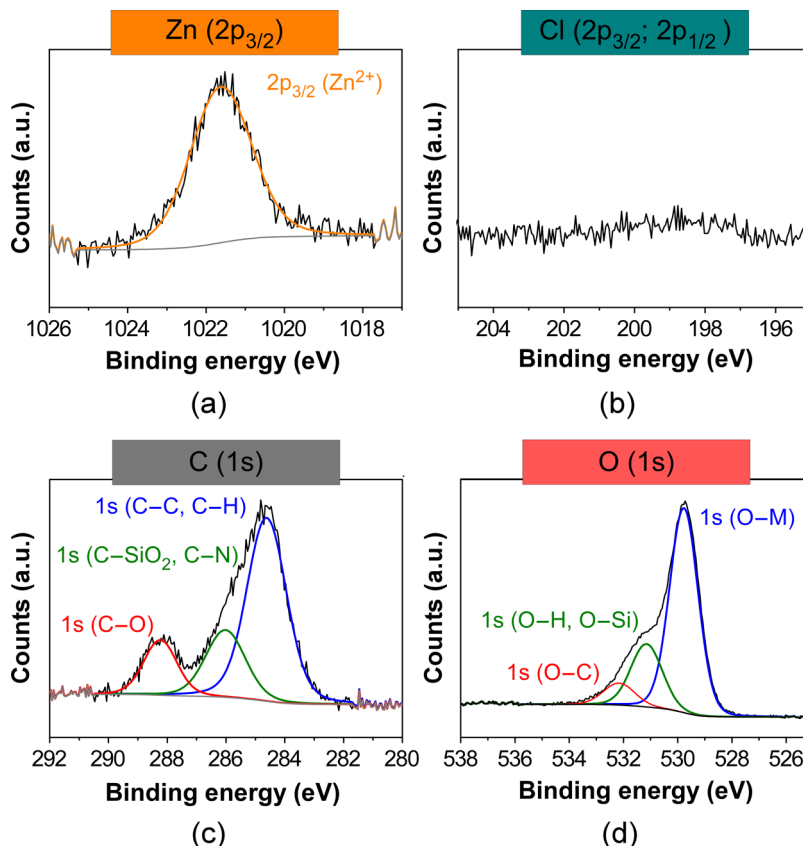 Zn (2p3/2)
2p3/2 (Zn2+)
Counts (a.u.)
1026 1024 1022 1020 1018
Binding energy (eV)
(a)
Cl (2p3/2; 2p1/2 )
Counts (a.u.)
204 202 200 198 196
Binding energy (eV)
(b)
C (1s)
1s (C–C, C–H)
1s (C–SiO2, C–N)
1s (C–O)
Counts (a.u.)
292 290 288 286 284 282 280
Binding energy (eV)
(c)
O (1s)
1s (O–M)
1s (O–H, O–Si)
1s (O–C)
Counts (a.u.)
538 536 534 532 530 528 526
Binding energy (eV)
(d)